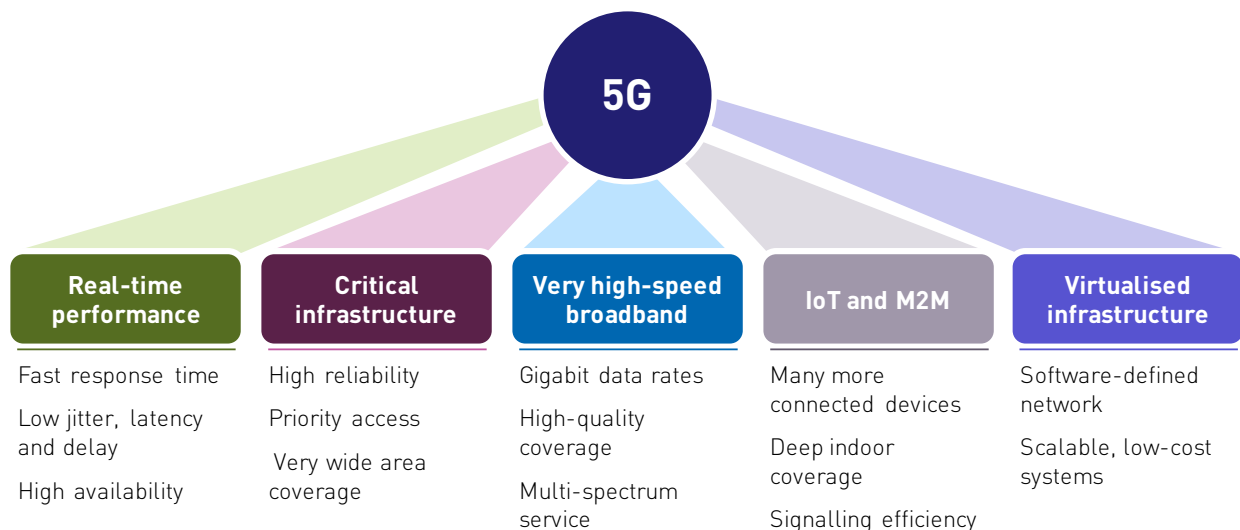 5G
Real-time
performance
Fast response time
Low jitter, latency
and delay
High availability
Critical
infrastructure
High reliability
Priority access
Very wide area
coverage
Very high-speed
broadband
Gigabit data rates
High-quality
coverage
Multi-spectrum
service
IoT and M2M
Many more
connected devices
Deep indoor
coverage
Signalling efficiency
Virtualised
infrastructure
Software-defined
network
Scalable, low-cost
systems